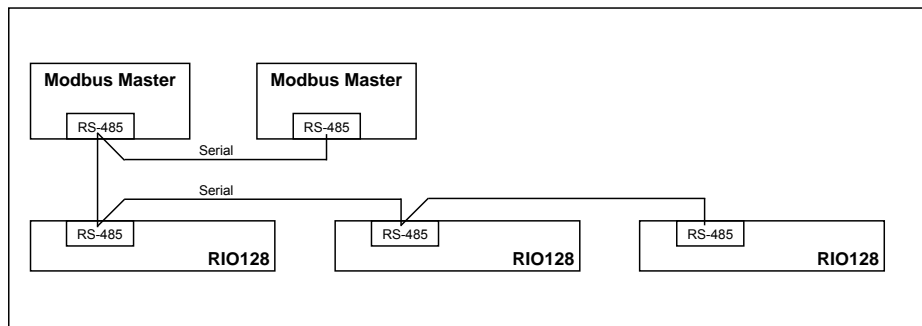 Modbus Master
Modbus Master
RS-485
RS-485
Serial
Serial
RS-485
RS-485
RS-485
RIO128
RIO128
RIO128